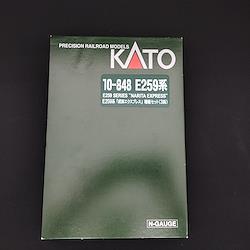 PRECISION RAILROAD MODELS
KATO
10-848 E259系
E259 SERIES "NARITA EXPRESS"
E259系「成田エクスプレス」増結セット(3両)
N-GAUGE